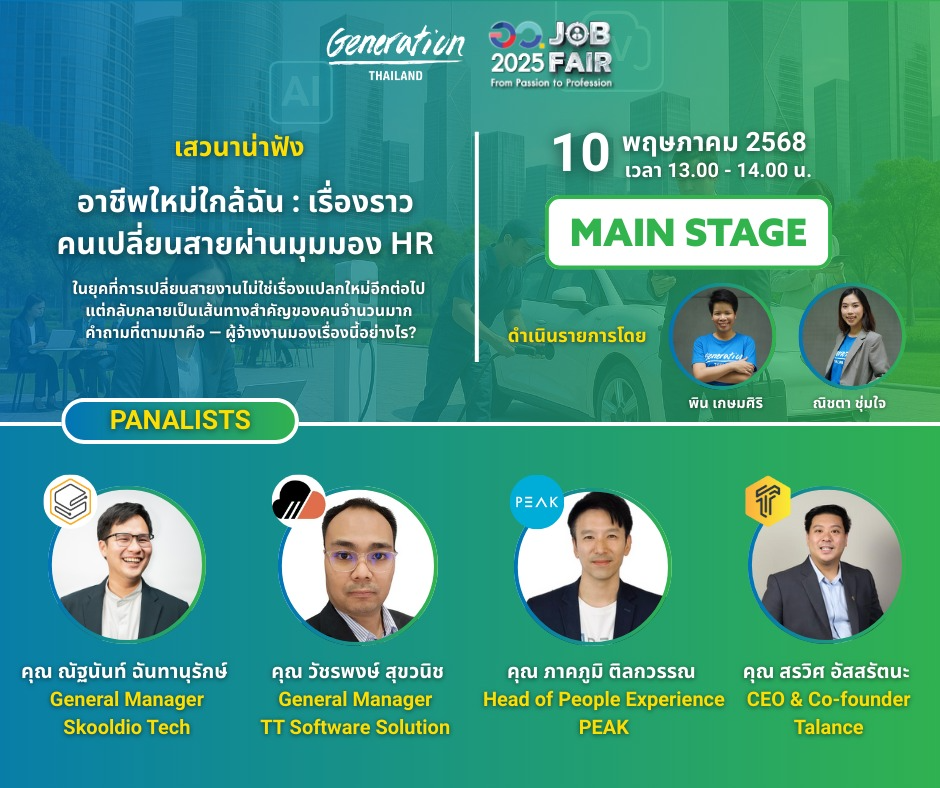 Generation
THAILAND
JOB
2025 FAIR
From Passion to Profession
AI
เสวนาน่าฟัง
อาชีพใหม่ใกล้ฉัน : เรื่องราว
คนเปลี่ยนสายผ่านมุมมอง HR
ในยุคที่การเปลี่ยนสายงานไม่ใช่เรื่องแปลกใหม่อีกต่อไป
แต่กลับกลายเป็นเส้นทางสำคัญของคนจำนวนมาก
คำถามที่ตามมาคือ — ผู้จ้างงานมองเรื่องนี้อย่างไร?
10 พฤษภาคม 2568
เวลา 13.00 - 14.00 น.
MAIN STAGE
ดำเนินรายการโดย
Generation
พิน เกษมศิริ
ณิชตา ชุ่มใจ
PANALISTS
PEAK
คุณ ณัฐนันท์ ฉันทานุรักษ์
General Manager
Skooldio Tech
คุณ วัชรพงษ์ สุขวนิช
General Manager
TT Software Solution
คุณ ภาคภูมิ ติลกวรรณ
Head of People Experience
PEAK
คุณ สรวิศ อัสสรัตนะ
CEO & Co-founder
Talance